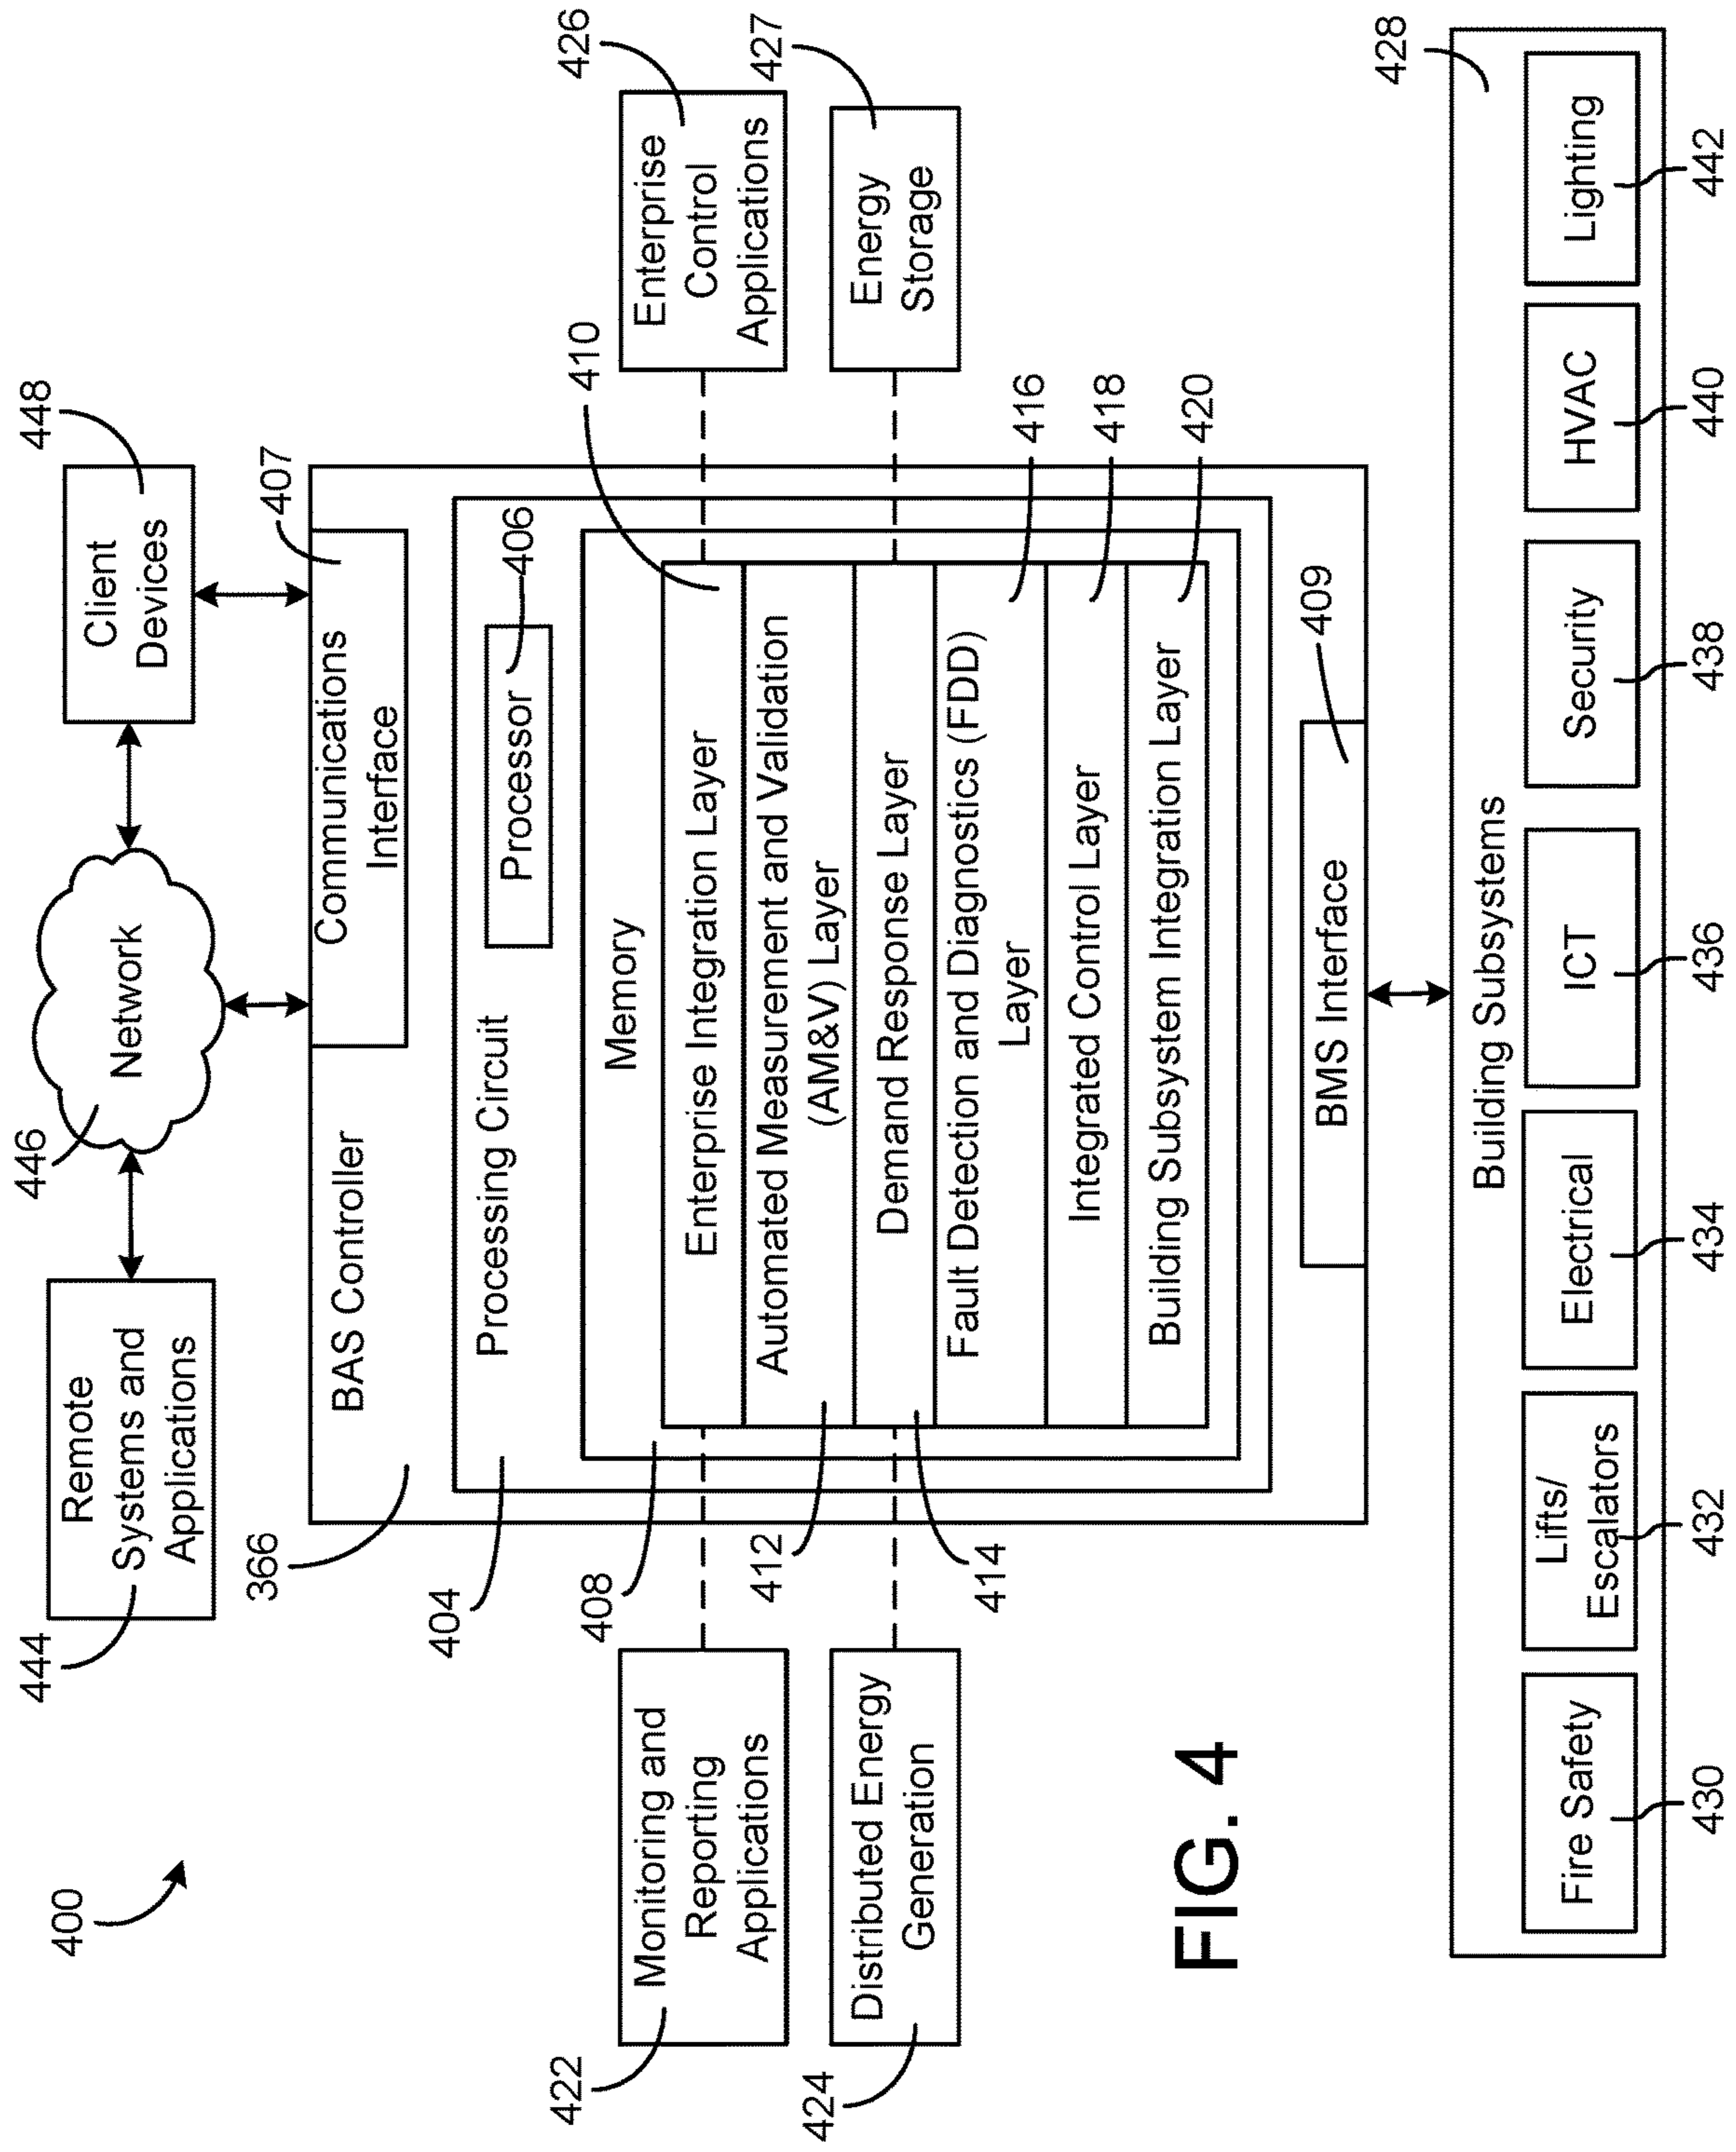 400
444
Remote
Systems and
Applications
446
Network
448
Client
Devices
366
BAS Controller
407
Communications
Interface
404
Processing Circuit
406
Processor
408
Memory
410
Enterprise Integration Layer
Automated Measurement and Validation
(AM&V) Layer
412
Demand Response Layer
414
Fault Detection and Diagnostics (FDD)
Layer
416
Integrated Control Layer
418
Building Subsystem Integration Layer
420
422
Monitoring and
Reporting
Applications
424
Distributed Energy
Generation
426
Enterprise
Control
Applications
427
Energy
Storage
BMS Interface
409
FIG. 4
Building Subsystems
428
Fire Safety
Lifts/
Escalators
Electrical
ICT
Security
HVAC
Lighting
430
432
434
436
438
440
442